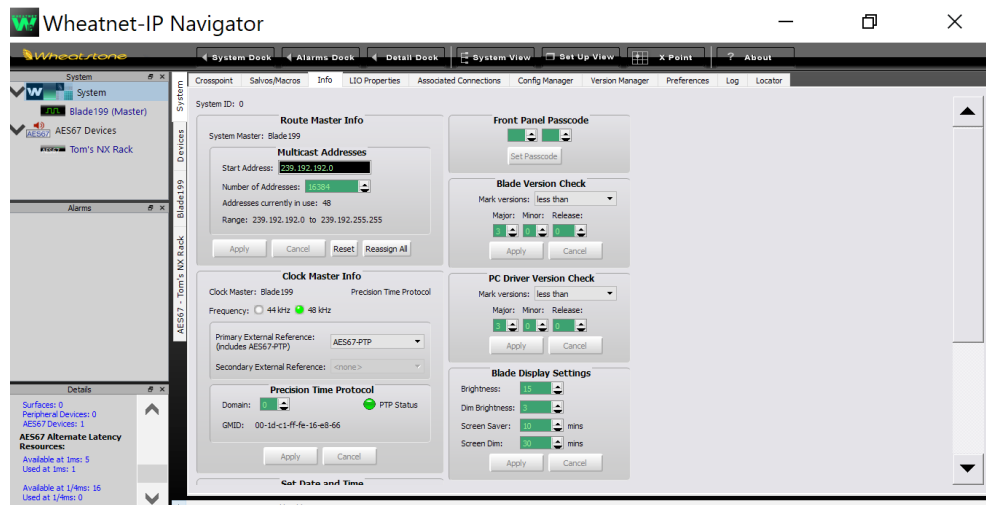 Wheatnet-IP Navigator
Wheatstone
System Dock
Alarms Dock
Detail Dock
System View
Set Up View
X Point
? About
System
System
Blade199 (Master)
AES67 Devices
Tom's NX Rack
Alarms
Details
Surfaces: 0
Peripheral Devices: 0
AES67 Devices: 1
AES67 Alternate Latency
Resources:
Available at 1ms: 5
Used at 1ms: 1
Available at 1/4ms: 16
Used at 1/4ms: 0
System
Devices
Blade199
AES67 - Tom's NX Rack
Crosspoint
Salvos/Macros
Info
LIO Properties
Associated Connections
Config Manager
Version Manager
Preferences
Log
Locator
System ID: 0
Route Master Info
System Master: Blade199
Multicast Addresses
Start Address: 239.192.192.0
Number of Addresses: 16384
Addresses currently in use: 48
Range: 239.192.192.0 to 239.192.255.255
Apply Cancel Reset Reassign All
Clock Master Info
Clock Master: Blade199 Precision Time Protocol
Frequency: 44 kHz 48 kHz
Primary External Reference:
(includes AES67-PTP)
AES67-PTP
Secondary External Reference: <none>
Precision Time Protocol
Domain: 0 PTP Status
GMID: 00-1d-c1-ff-fe-16-e8-66
Apply Cancel
Set Date and Time
Front Panel Passcode
Set Passcode
Blade Version Check
Mark versions: less than
Major: Minor: Release:
3 0 0
Apply Cancel
PC Driver Version Check
Mark versions: less than
Major: Minor: Release:
3 0 0
Apply Cancel
Blade Display Settings
Brightness: 15
Dim Brightness: 3
Screen Saver: 10 mins
Screen Dim: 30 mins
Apply Cancel